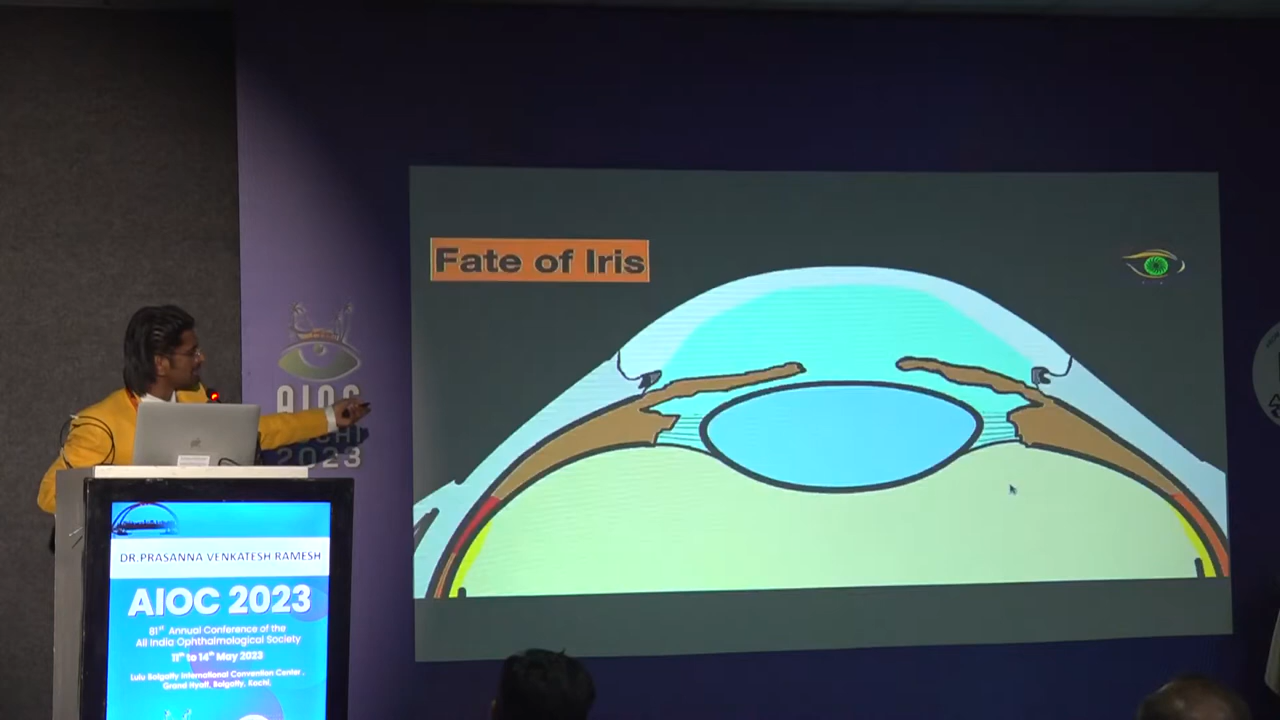 Fate of Iris
AIOC
2023
DR.PRASANNA VENKATESH RAMESH
AIOC 2023
81st Annual Conference of the
All India Ophthalmological Society
11th to 14th May 2023
Lulu Bolgatty International Convention Center,
Grand Hyatt, Bolgatty, Kochi.